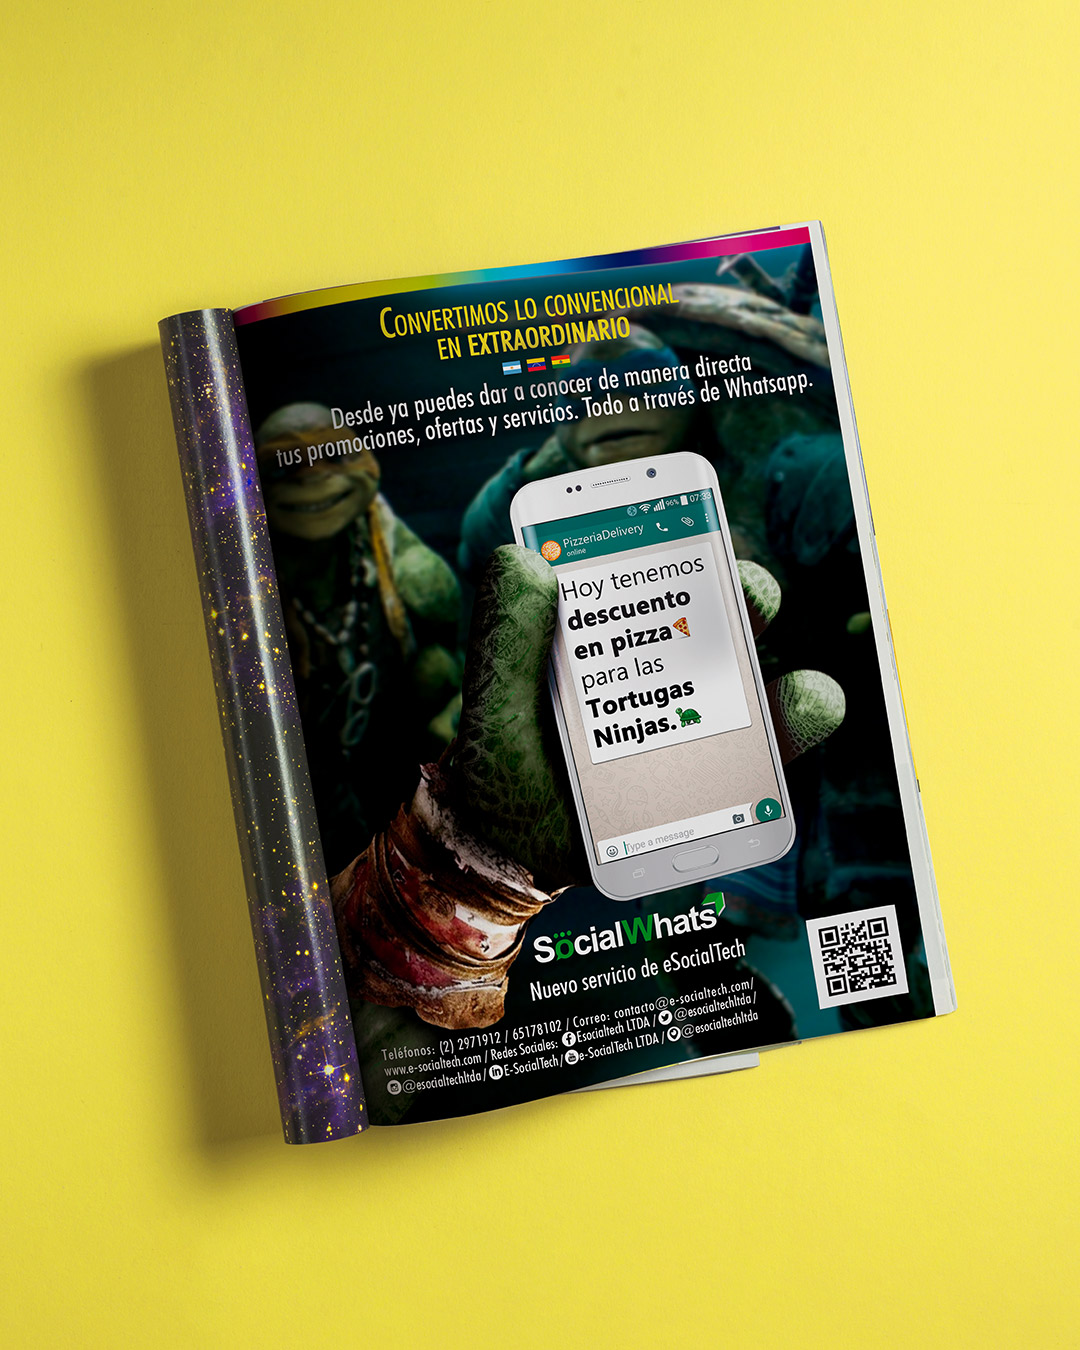 CONVERTIMOS LO CONVENCIONAL
EN EXTRAORDINARIO
Desde ya puedes dar a conocer de manera directa
tus promociones, ofertas y servicios. Todo a través de Whatsapp.
96% 07:33
PizzeriaDelivery
online
Hoy tenemos
descuento
en pizza🍕
para las
Tortugas
Ninjas.🐢
Type a message
SocialWhats
Nuevo servicio de eSocialTech
Teléfonos: (2) 2971912 / 65178102 / Correo: contacto@e-socialtech.com/
www.e-socialtech.com / Redes Sociales: Esocialtech LTDA / @esocialtechltda /
@esocialtechltda / E-SocialTech / e-SocialTech LTDA / @esocialtechltda